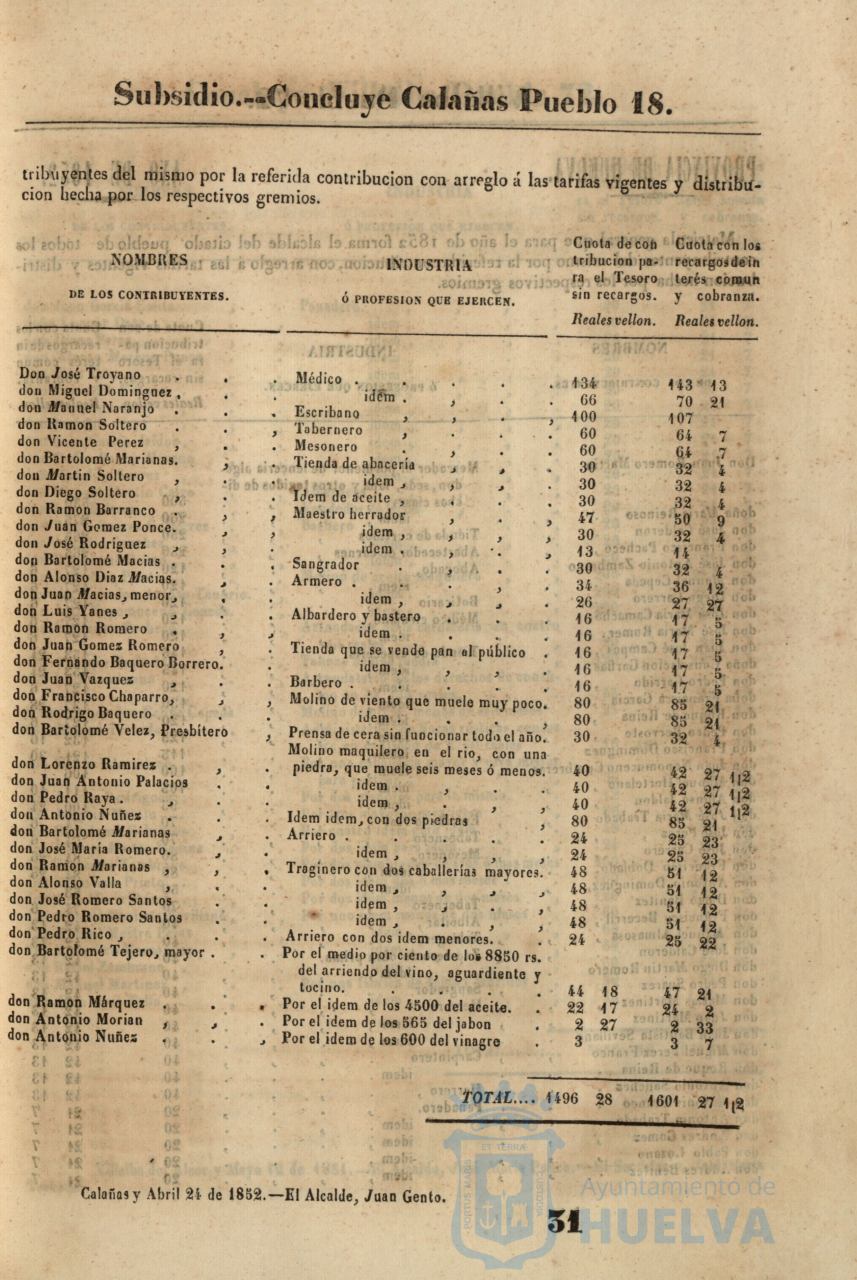 Subsidio.--Concluye Calañas Pueblo 18.
tribuyentes del mismo por la referida contribucion con arreglo á las tarifas vigentes y distribu-
cion hecha por los respectivos gremios.
NOMBRES
DE LOS CONTRIBUYENTES.
INDUSTRIA
Ó PROFESION QUE EJERCEN.
Cuota de con
tribucion pa-
ra el Tesoro
sin recargos.
Reales vellon.
Cuota con los
recargos de in
terés comun
y cobranza.
Reales vellon.
Don José Troyano . . . Médico . . . . . 134 143 13
don Miguel Dominguez , . . idem . , . . 66 70 21
don Manuel Naranjo . . . Escribano , . . , 100 107
don Ramon Soltero . . , Tabernero , . . . 60 64 7
don Vicente Perez , . . Mesonero . . . . 60 64 7
don Bartolomé Marianas. , . Tienda de abacería , , . 30 32 4
don Martin Soltero , . . idem , , . 30 32 4
don Diego Soltero , . . Idem de aceite , . . . 30 32 4
don Ramon Barranco . , , Maestro herrador , . , 47 50 9
don Juan Gomez Ponce. , , idem , , . , 30 32 4
don José Rodriguez , , . idem . , . , 13 14
don Bartolomé Macias . . . Sangrador . , . . 30 32 4
don Alonso Diaz Macias. , . Armero . . . , . 34 36 12
don Juan Macias, menor, . . idem , , , . 26 27 27
don Luis Yanes , , . . Albardero y bastero . . . 16 17 5
don Ramon Romero . , , idem . . . . 16 17 5
don Juan Gomez Romero , . Tienda que se vende pan al público . 16 17 5
don Fernando Baquero Borrero. . idem , , , . 16 17 5
don Juan Vazquez , . . Barbero . . . . . 16 17 5
don Francisco Chaparro, , , Molino de viento que muele muy poco. 80 85 21
don Rodrigo Baquero . . . idem . . . , 80 85 21
don Bartolomé Velez, Presbítero , Prensa de cera sin funcionar todo el año. 30 32 4
Molino maquilero en el rio, con una
don Lorenzo Ramirez . , . piedra, que muele seis meses ó menos. 40 42 27 1|2
don Juan Antonio Palacios . . idem . , . . 40 42 27 1|2
don Pedro Raya . , . . idem , . , , 40 42 27 1|2
don Antonio Nuñez . . . Idem idem, con dos piedras , 80 85 21
don Bartolomé Marianas , . Arriero . . . . . 24 25 23
don José María Romero. , . idem , , , , 24 25 23
don Ramon Marianas , , . Traginero con dos caballerías mayores. 48 51 12
don Alonso Valla , . . idem , , , , 48 51 12
don José Romero Santos . . idem , , . , 48 51 12
don Pedro Romero Santos . . idem , . , , 48 51 12
don Pedro Rico , . . . Arriero con dos idem menores. . 24 25 22
don Bartolomé Tejero, mayor . . Por el medio por ciento de los 8850 rs.
del arriendo del vino, aguardiente y
tocino. . . . . 44 18 47 21
don Ramon Márquez . . . Por el idem de los 4500 del aceite. . 22 17 24 2
don Antonio Morian , , . Por el idem de los 565 del jabon . 2 27 2 33
don Antonio Nuñez . . , Por el idem de los 600 del vinagre . 3 3 7
TOTAL.... 1496 28 1601 27 1|2
Calañas y Abril 24 de 1852.—El Alcalde, Juan Gento.
31
Ayuntamiento de
HUELVA